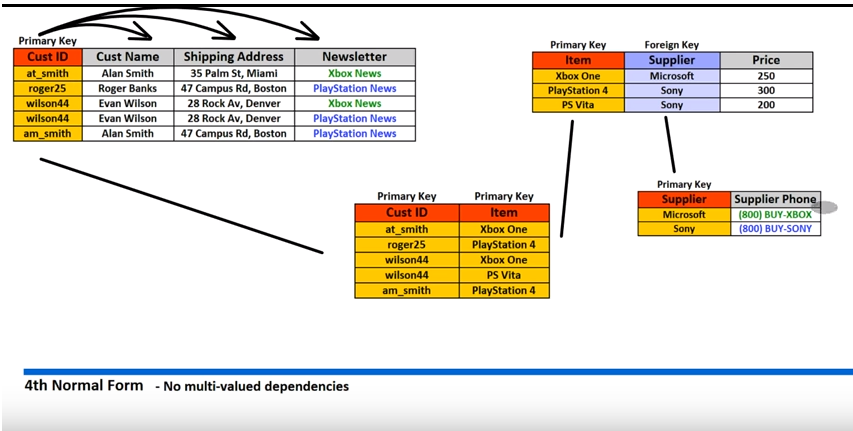 Primary Key
Cust ID Cust Name Shipping Address Newsletter
at_smith Alan Smith 35 Palm St, Miami Xbox News
roger25 Roger Banks 47 Campus Rd, Boston PlayStation News
wilson44 Evan Wilson 28 Rock Av, Denver Xbox News
wilson44 Evan Wilson 28 Rock Av, Denver PlayStation News
am_smith Alan Smith 47 Campus Rd, Boston PlayStation News
Primary Key Foreign Key
Item Supplier Price
Xbox One Microsoft 250
PlayStation 4 Sony 300
PS Vita Sony 200
Primary Key
Supplier Supplier Phone
Microsoft (800) BUY-XBOX
Sony (800) BUY-SONY
Primary Key Primary Key
Cust ID Item
at_smith Xbox One
roger25 PlayStation 4
wilson44 Xbox One
wilson44 PS Vita
am_smith PlayStation 4
4th Normal Form - No multi-valued dependencies